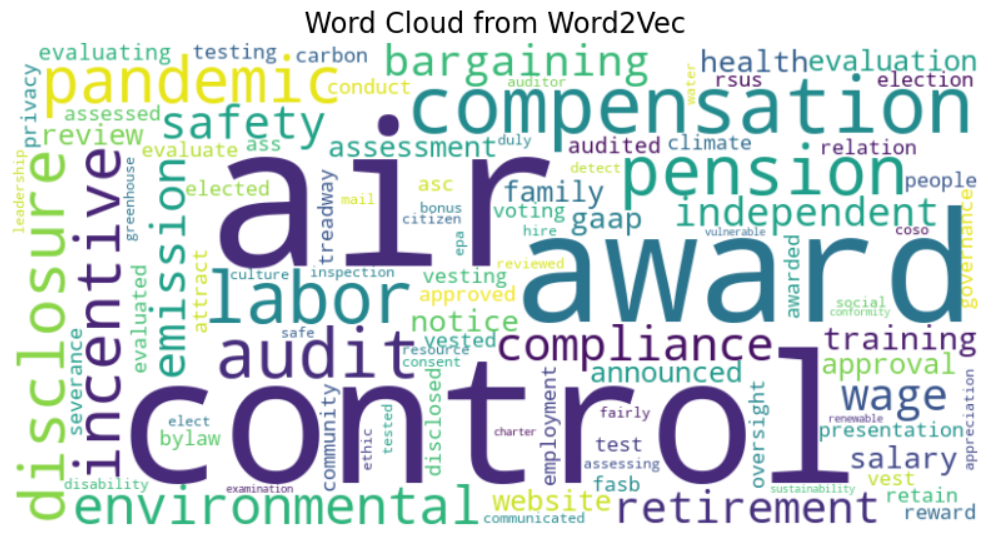 Word Cloud from Word2Vec
evaluating
testing
carbon
bargaining
health
evaluation
pandemic
conduct
auditor
water
rsus
election
privacy
compensation
assessed
safety
review
evaluate
ass
assessment
duly
audited
climate
relation
air
detect
pension
people
leadership
disclosure
incentive
greenhouse
emission
elected
treadway
mail
asc
bonus
citizen
family
voting
gaap
hire
independent
coso
governance
epa
vulnerable
award
awarded
culture
inspection
reviewed
vesting
approved
attract
labor
evaluated
social
conformity
notice
safe
vested
audit
resource
consent
compliance
training
severance
announced
approval
control
community
disclosed
employment
wage
elect
bylaw
ethic
tested
charter
fairly
test
assessing
oversight
renewable
presentation
appreciation
salary
disability
examination
fasb
vest
environmental
website
communicated
sustainability
retirement
retain
reward